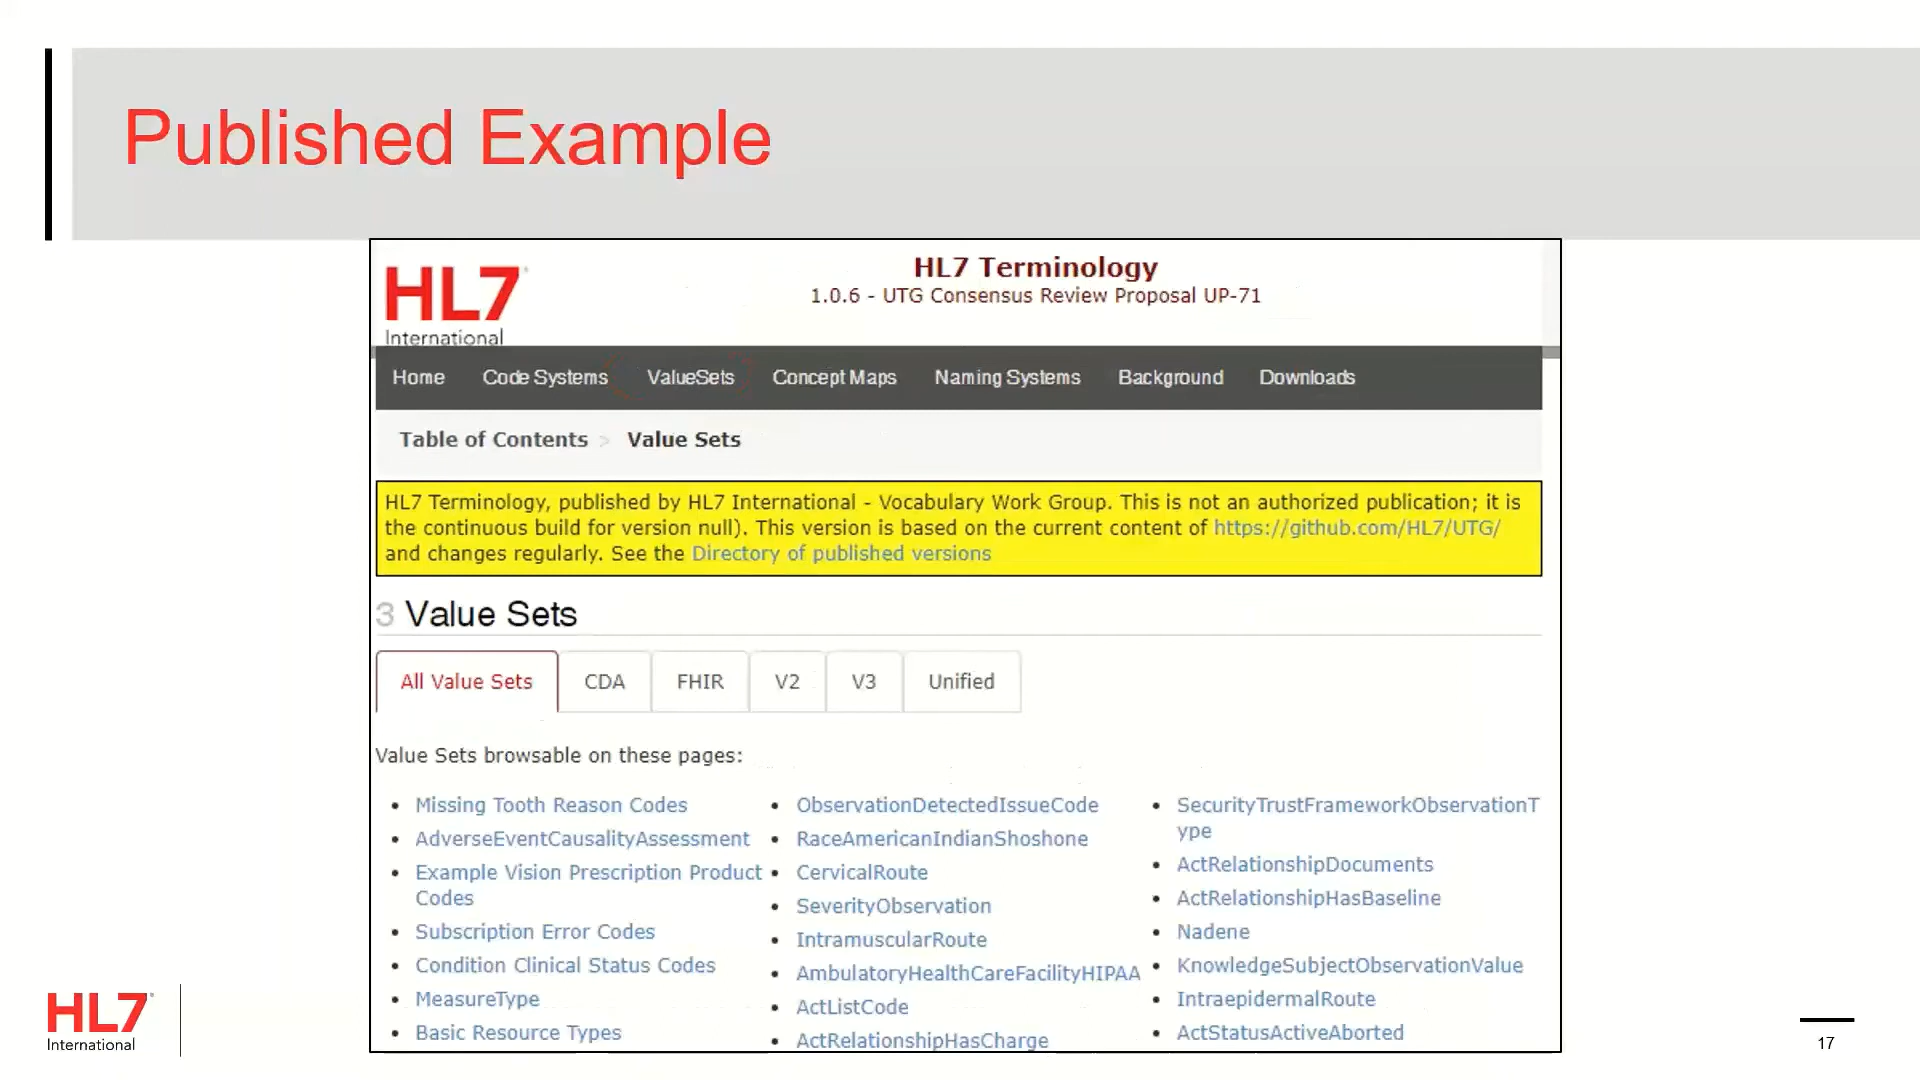 Published Example
HL7
International
HL7 Terminology
1.0.6 - UTG Consensus Review Proposal UP-71
Home Code Systems ValueSets Concept Maps Naming Systems Background Downloads
Table of Contents > Value Sets
HL7 Terminology, published by HL7 International - Vocabulary Work Group. This is not an authorized publication; it is
the continuous build for version null). This version is based on the current content of https://github.com/HL7/UTG/
and changes regularly. See the Directory of published versions
3 Value Sets
All Value Sets CDA FHIR V2 V3 Unified
Value Sets browsable on these pages:
• Missing Tooth Reason Codes
• AdverseEventCausalityAssessment
• Example Vision Prescription Product
Codes
• Subscription Error Codes
• Condition Clinical Status Codes
• MeasureType
• Basic Resource Types
• ObservationDetectedIssueCode
• RaceAmericanIndianShoshone
• CervicalRoute
• SeverityObservation
• IntramuscularRoute
• AmbulatoryHealthCareFacilityHIPAA
• ActListCode
• ActRelationshipHasCharge
• SecurityTrustFrameworkObservationT
ype
• ActRelationshipDocuments
• ActRelationshipHasBaseline
• Nadene
• KnowledgeSubjectObservationValue
• IntraepidermalRoute
• ActStatusActiveAborted
HL7
International
17